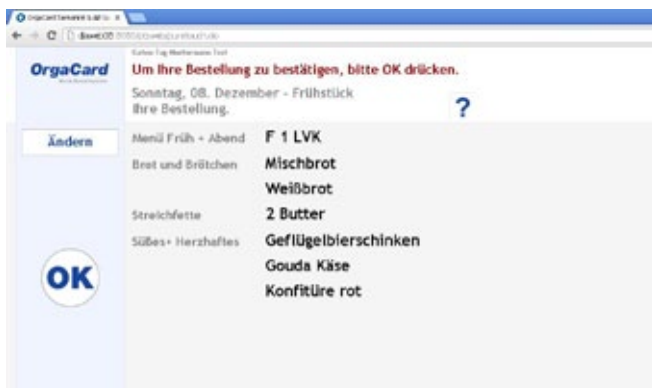 OrgaCard
Um Ihre Bestellung zu bestätigen, bitte OK drücken.
Sonntag, 08. Dezember - Frühstück
Ihre Bestellung.
?
Ändern
Menü Früh + Abend F 1 LVK
Brot und Brötchen Mischbrot
Weißbrot
Streichfette 2 Butter
Süßes+ Herzhaftes Geflügelbierschinken
Gouda Käse
OK
Konfitüre rot